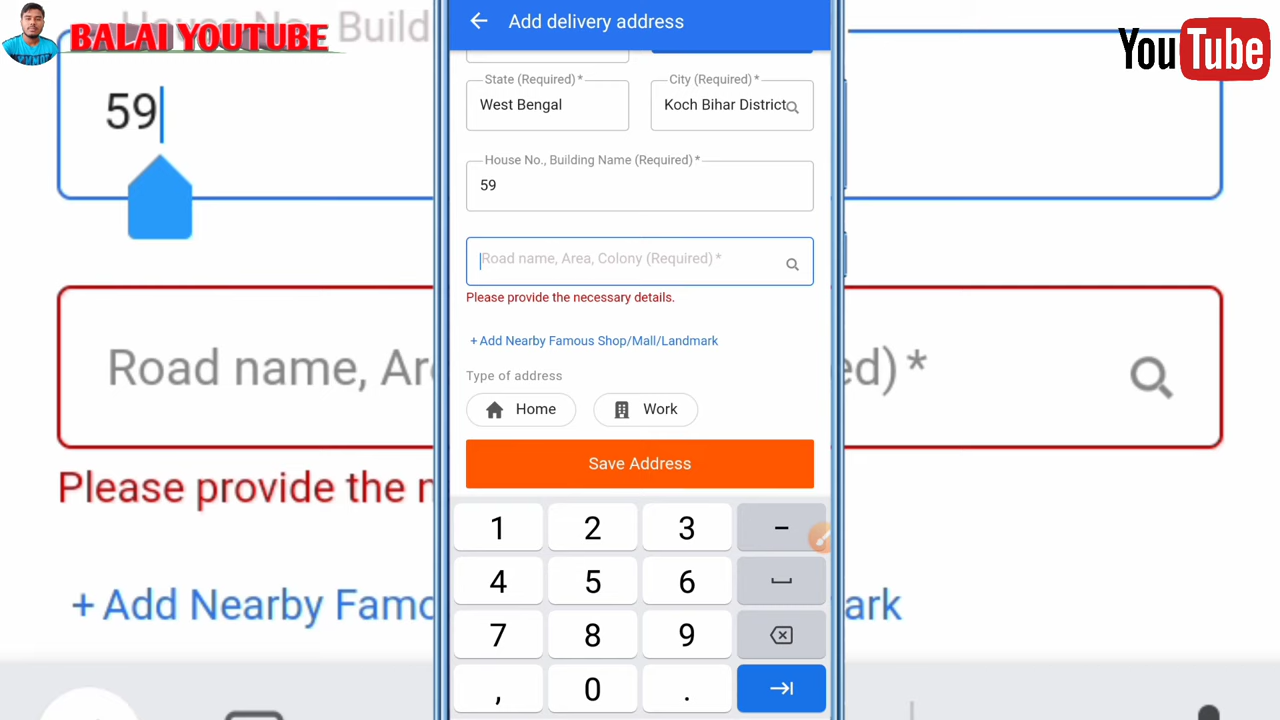 House No., Build
BALAI YOUTUBE
YouTube
Add delivery address
State (Required)*
City (Required)*
West Bengal
Koch Bihar District
59
House No., Building Name (Required)*
59
Road name, Area, Colony (Required)*
Road name, Ar
ed)*
Please provide the necessary details.
Please provide the n
+ Add Nearby Famous Shop/Mall/Landmark
Type of address
Home
Work
Save Address
+ Add Nearby Famo
ark
1 2 3 -
4 5 6
7 8 9
, 0 .